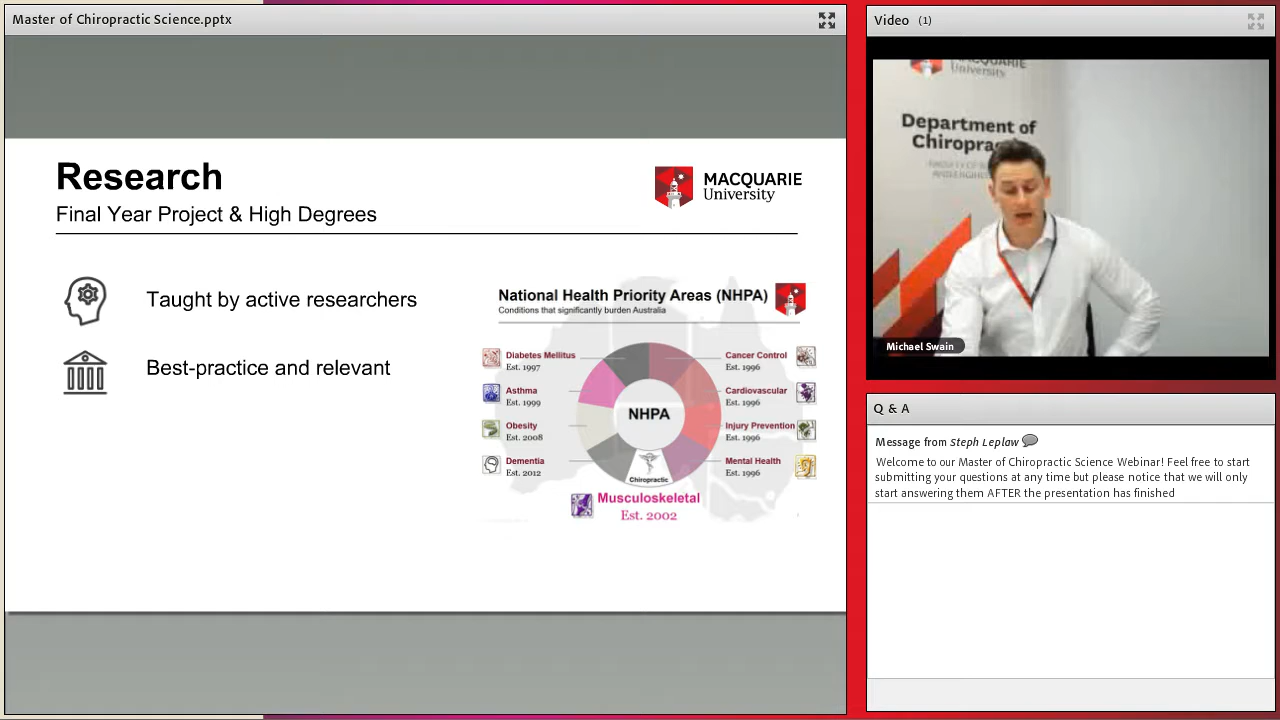 Master of Chiropractic Science.pptx
Research
Final Year Project & High Degrees
MACQUARIE
University
Taught by active researchers
Best-practice and relevant
National Health Priority Areas (NHPA)
Conditions that significantly burden Australia
Diabetes Mellitus
Est. 1997
Asthma
Est. 1999
Obesity
Est. 2008
Dementia
Est. 2012
NHPA
Chiropractic
Cancer Control
Est. 1996
Cardiovascular
Est. 1996
Injury Prevention
Est. 1996
Mental Health
Est. 1996
Musculoskeletal
Est. 2002
Video (1)
MACQUARIE
University
Department of
Chiroprac
Michael Swain
Q & A
Message from Steph Leplaw
Welcome to our Master of Chiropractic Science Webinar! Feel free to start
submitting your questions at any time but please notice that we will only
start answering them AFTER the presentation has finished